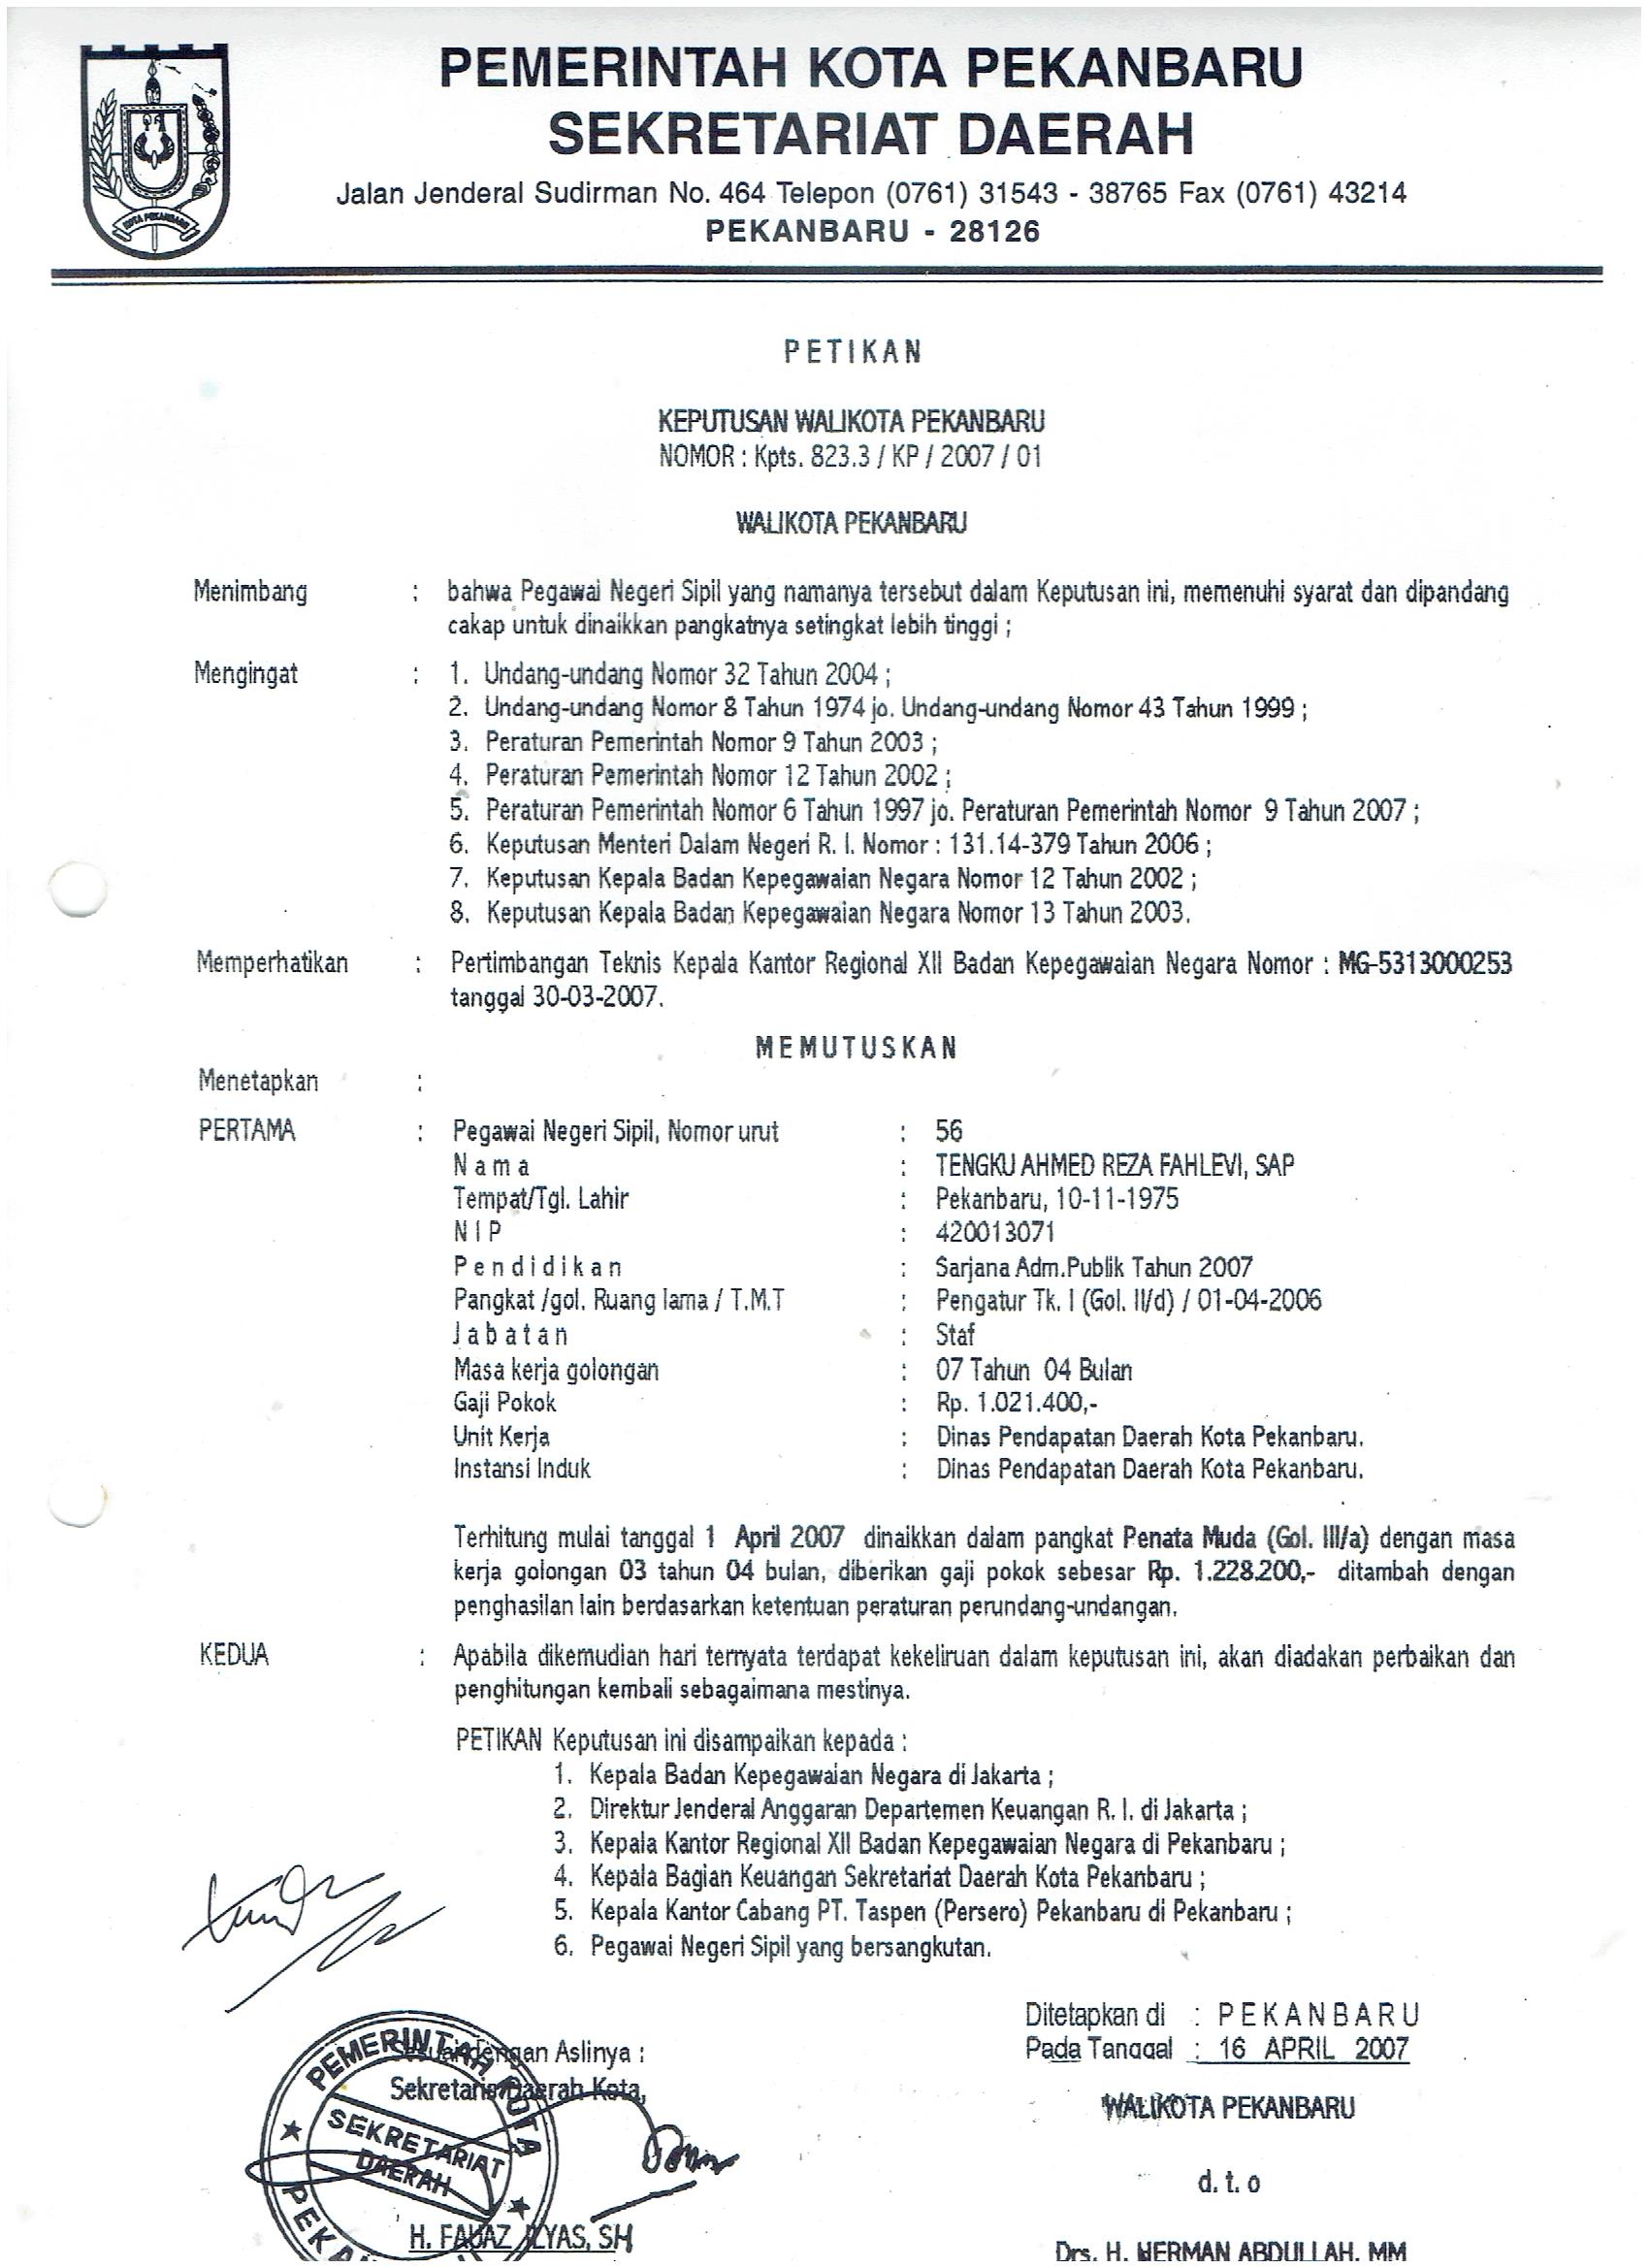 PEMERINTAH KOTA PEKANBARU
SEKRETARIAT DAERAH
Jalan Jenderal Sudirman No. 464 Telepon (0761) 31543 - 38765 Fax (0761) 43214
PEKANBARU - 28126
KOTA PEKANBARU
PETIKAN
KEPUTUSAN WALIKOTA PEKANBARU
NOMOR : Kpts. 823.3 / KP / 2007 / 01
WALIKOTA PEKANBARU
Menimbang : bahwa Pegawai Negeri Sipil yang namanya tersebut dalam Keputusan ini, memenuhi syarat dan dipandang
cakap untuk dinaikkan pangkatnya setingkat lebih tinggi ;
Mengingat : 1. Undang-undang Nomor 32 Tahun 2004 ;
2. Undang-undang Nomor 8 Tahun 1974 jo. Undang-undang Nomor 43 Tahun 1999 ;
3. Peraturan Pemerintah Nomor 9 Tahun 2003 ;
4. Peraturan Pemerintah Nomor 12 Tahun 2002 ;
5. Peraturan Pemerintah Nomor 6 Tahun 1997 jo. Peraturan Pemerintah Nomor 9 Tahun 2007 ;
6. Keputusan Menteri Dalam Negeri R. I. Nomor : 131.14-379 Tahun 2006 ;
7. Keputusan Kepala Badan Kepegawaian Negara Nomor 12 Tahun 2002 ;
8. Keputusan Kepala Badan Kepegawaian Negara Nomor 13 Tahun 2003.
Memperhatikan : Pertimbangan Teknis Kepala Kantor Regional XII Badan Kepegawaian Negara Nomor : MG-5313000253
tanggal 30-03-2007.
MEMUTUSKAN
Menetapkan :
PERTAMA : Pegawai Negeri Sipil, Nomor urut : 56
Nama : TENGKU AHMED REZA FAHLEVI, SAP
Tempat/Tgl. Lahir : Pekanbaru, 10-11-1975
NIP : 420013071
Pendidikan : Sarjana Adm.Publik Tahun 2007
Pangkat /gol. Ruang lama / T.M.T : Pengatur Tk. I (Gol. II/d) / 01-04-2006
Jabatan : Staf
Masa kerja golongan : 07 Tahun 04 Bulan
Gaji Pokok : Rp. 1.021.400,-
Unit Kerja : Dinas Pendapatan Daerah Kota Pekanbaru.
Instansi Induk : Dinas Pendapatan Daerah Kota Pekanbaru.
Terhitung mulai tanggal 1 April 2007 dinaikkan dalam pangkat Penata Muda (Gol. III/a) dengan masa
kerja golongan 03 tahun 04 bulan, diberikan gaji pokok sebesar Rp. 1.228.200,- ditambah dengan
penghasilan lain berdasarkan ketentuan peraturan perundang-undangan.
KEDUA : Apabila dikemudian hari ternyata terdapat kekeliruan dalam keputusan ini, akan diadakan perbaikan dan
penghitungan kembali sebagaimana mestinya.
PETIKAN Keputusan ini disampaikan kepada :
1. Kepala Badan Kepegawaian Negara di Jakarta ;
2. Direktur Jenderal Anggaran Departemen Keuangan R. I. di Jakarta ;
3. Kepala Kantor Regional XII Badan Kepegawaian Negara di Pekanbaru ;
4. Kepala Bagian Keuangan Sekretariat Daerah Kota Pekanbaru ;
5. Kepala Kantor Cabang PT. Taspen (Persero) Pekanbaru di Pekanbaru ;
6. Pegawai Negeri Sipil yang bersangkutan.
Ditetapkan di : PEKANBARU
Pada Tanggal : 16 APRIL 2007
WALIKOTA PEKANBARU
d. t. o
Drs. H. HERMAN ABDULLAH, MM
Sesuai dengan Aslinya :
Sekretaris Daerah Kota,
PEMERINTAH KOTA
SEKRETARIAT
DAERAH
H. FAUAZ ILYAS, SH